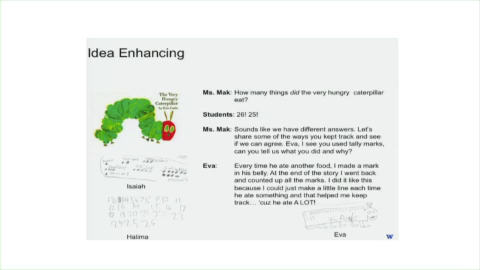 Idea Enhancing
The Very
Hungry
Caterpillar
by Eric Carle
Ms. Mak: How many things did the very hungry caterpillar
eat?
Students: 26! 25!
Ms. Mak: Sounds like we have different answers. Let's
share some of the ways you kept track and see
if we can agree. Eva, I see you used tally marks,
can you tell us what you did and why?
Eva: Every time he ate another food, I made a mark
in his belly. At the end of the story I went back
and counted up all the marks. I did it like this
because I could just make a little line each time
he ate something and that helped me keep
track… 'cuz he ate A LOT!
Isaiah
Halima
Eva
W